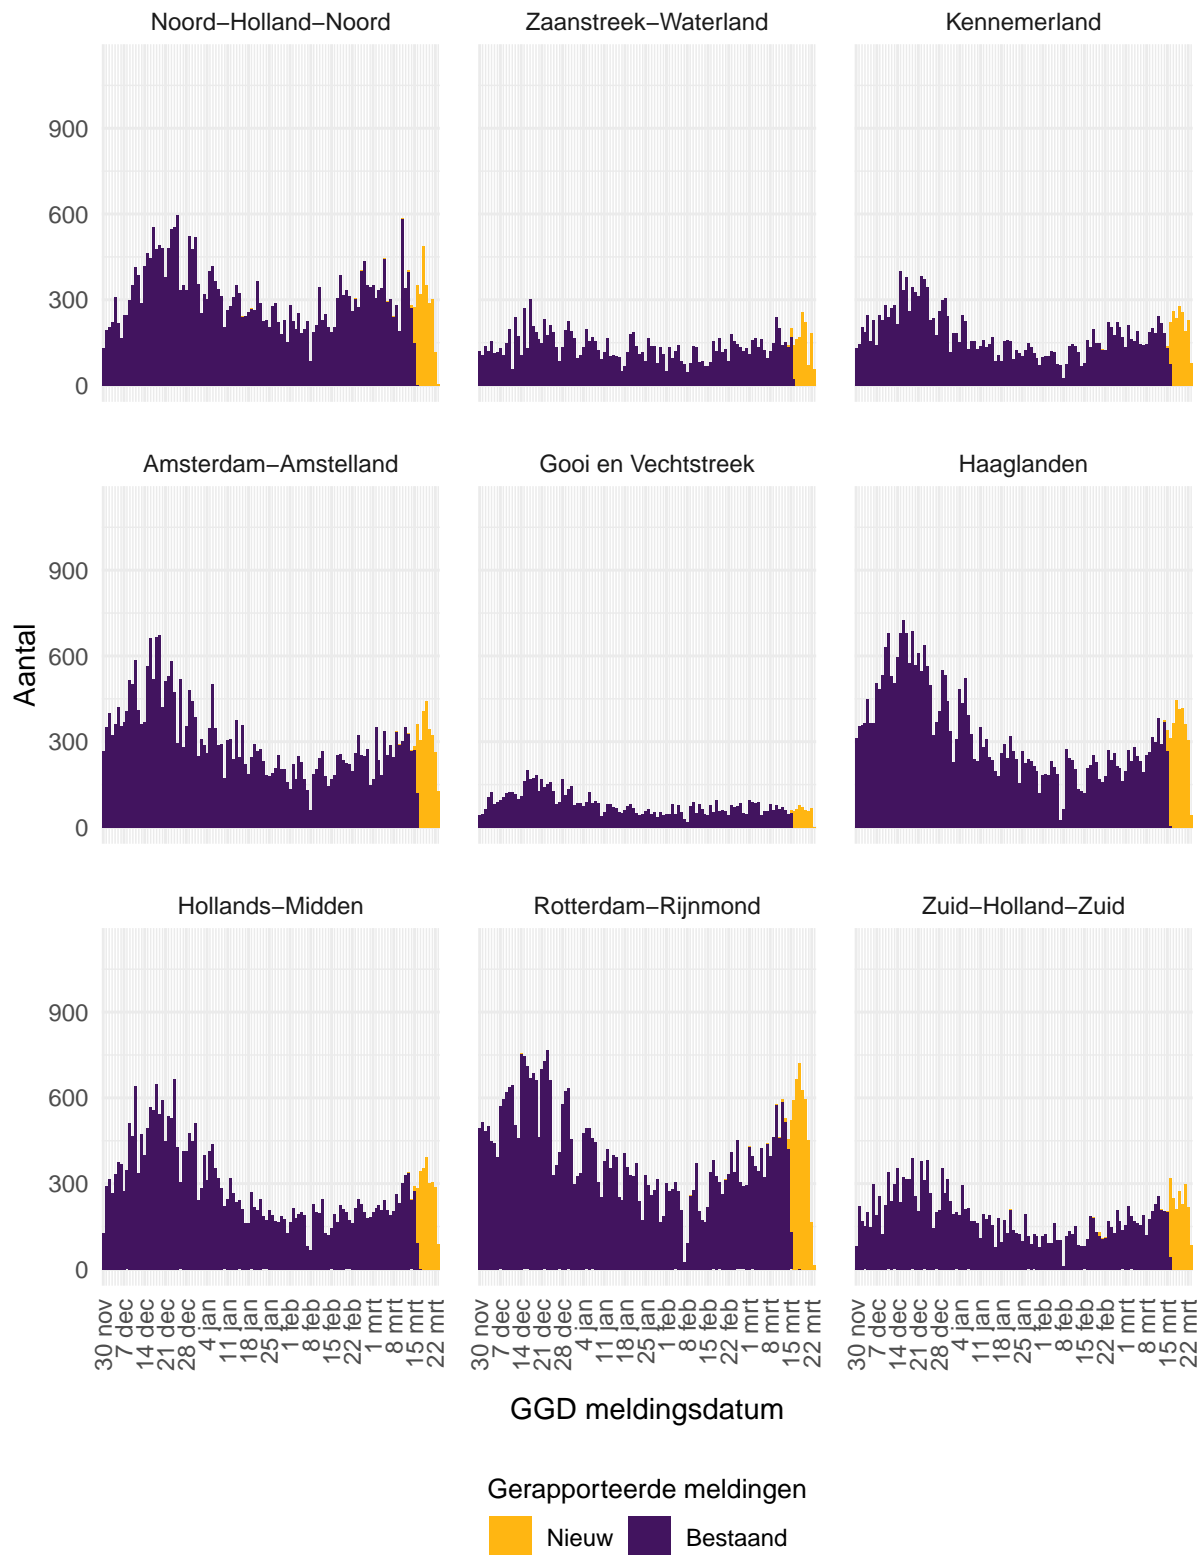 Noord−Holland−Noord Zaanstreek−Waterland Kennemerland
900
600
300
0
Amsterdam−Amstelland Gooi en Vechtstreek Haaglanden
900
600
300
0
Aantal
Hollands−Midden Rotterdam−Rijnmond Zuid−Holland−Zuid
900
600
300
0
30 nov 7 dec 14 dec 21 dec 28 dec 4 jan 11 jan 18 jan 25 jan 1 feb 8 feb 15 feb 22 feb 1 mrt 8 mrt 15 mrt 22 mrt
30 nov 7 dec 14 dec 21 dec 28 dec 4 jan 11 jan 18 jan 25 jan 1 feb 8 feb 15 feb 22 feb 1 mrt 8 mrt 15 mrt 22 mrt
30 nov 7 dec 14 dec 21 dec 28 dec 4 jan 11 jan 18 jan 25 jan 1 feb 8 feb 15 feb 22 feb 1 mrt 8 mrt 15 mrt 22 mrt
GGD meldingsdatum
Gerapporteerde meldingen
Nieuw Bestaand